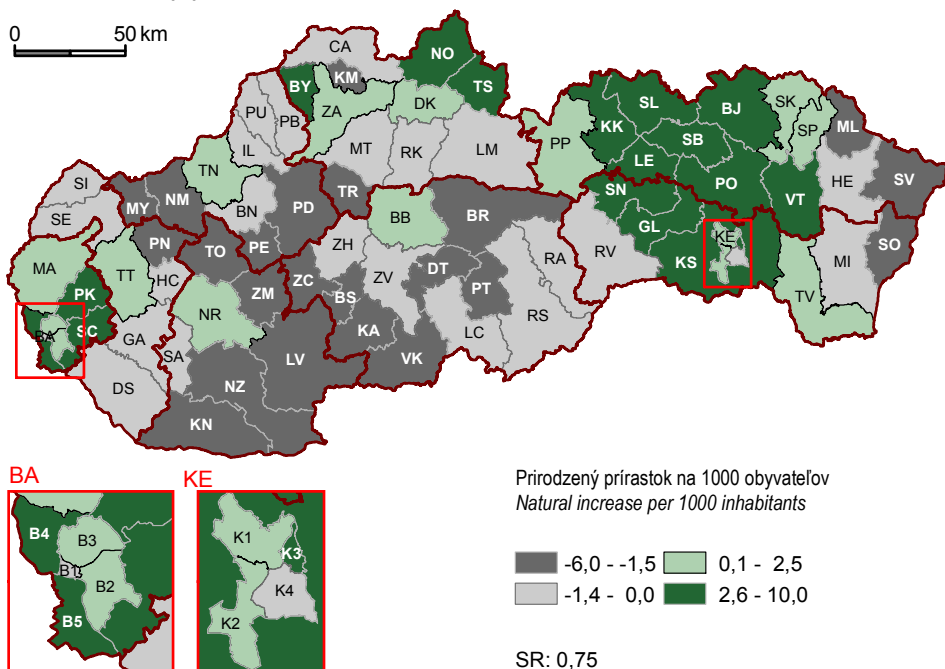 0 50 km
CA
NO
KM
BY
TS
PU
PB
ZA
DK
SL
BJ
SK
KK
SB
SP
ML
IL
MT
RK
LM
PP
LE
TN
PO
VT
HE
SV
SI
TR
SN
MY
NM
BN
PD
BB
BR
GL
KE
SE
PN
TO
PE
ZH
RV
SO
MA
TT
HC
ZC
ZV
DT
RA
KS
MI
PK
ZM
BS
PT
TV
NR
BA
SC
GA
SA
KA
LC
RS
LV
VK
DS
NZ
KN
BA
KE
B4
B3
B1
B2
B5
K1
K3
K4
K2
Prirodzený prírastok na 1000 obyvateľov
Natural increase per 1000 inhabitants
-6,0 - -1,5
0,1 - 2,5
-1,4 - 0,0
2,6 - 10,0
SR: 0,75